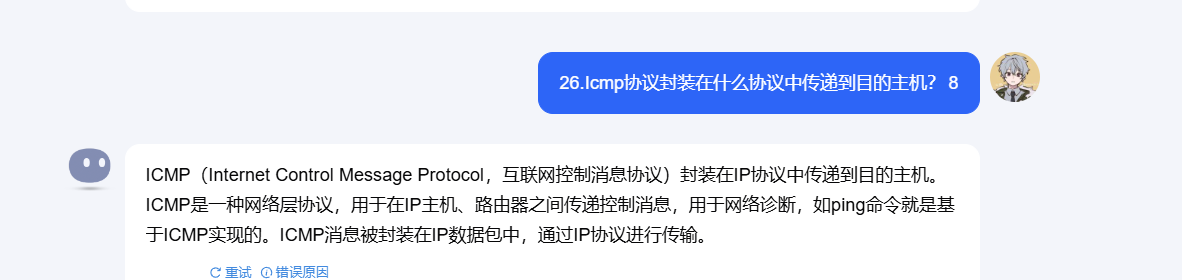 26.Icmp协议封装在什么协议中传递到目的主机? 8
ICMP（Internet Control Message Protocol，互联网控制消息协议）封装在IP协议中传递到目的主机。
ICMP是一种网络层协议，用于在IP主机、路由器之间传递控制消息，用于网络诊断，如ping命令就是基
于ICMP实现的。ICMP消息被封装在IP数据包中，通过IP协议进行传输。
重试 错误原因